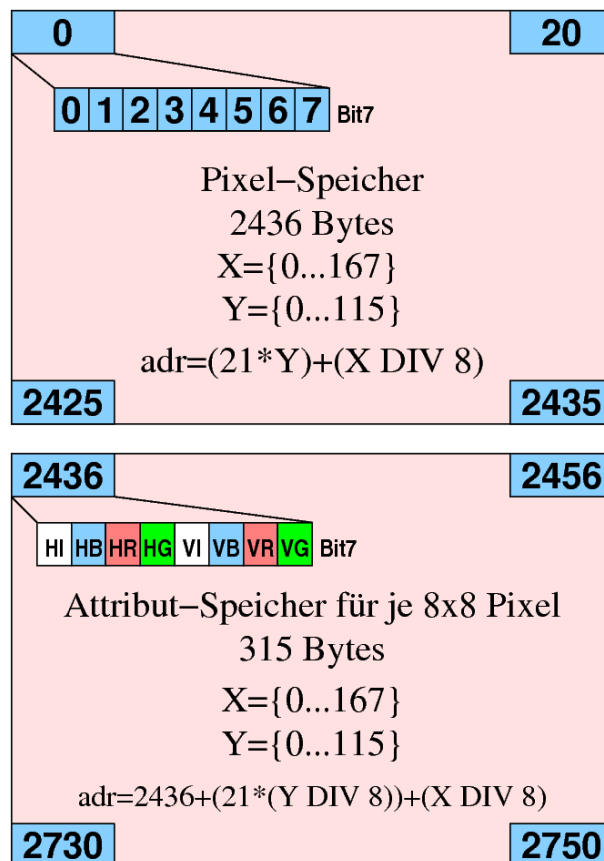 0 20
0 1 2 3 4 5 6 7 Bit7
Pixel–Speicher
2436 Bytes
X={0...167}
Y={0...115}
adr=(21*Y)+(X DIV 8)
2425 2435
2436 2456
HI HB HR HG VI VB VR VG Bit7
Attribut–Speicher für je 8x8 Pixel
315 Bytes
X={0...167}
Y={0...115}
adr=2436+(21*(Y DIV 8))+(X DIV 8)
2730 2750